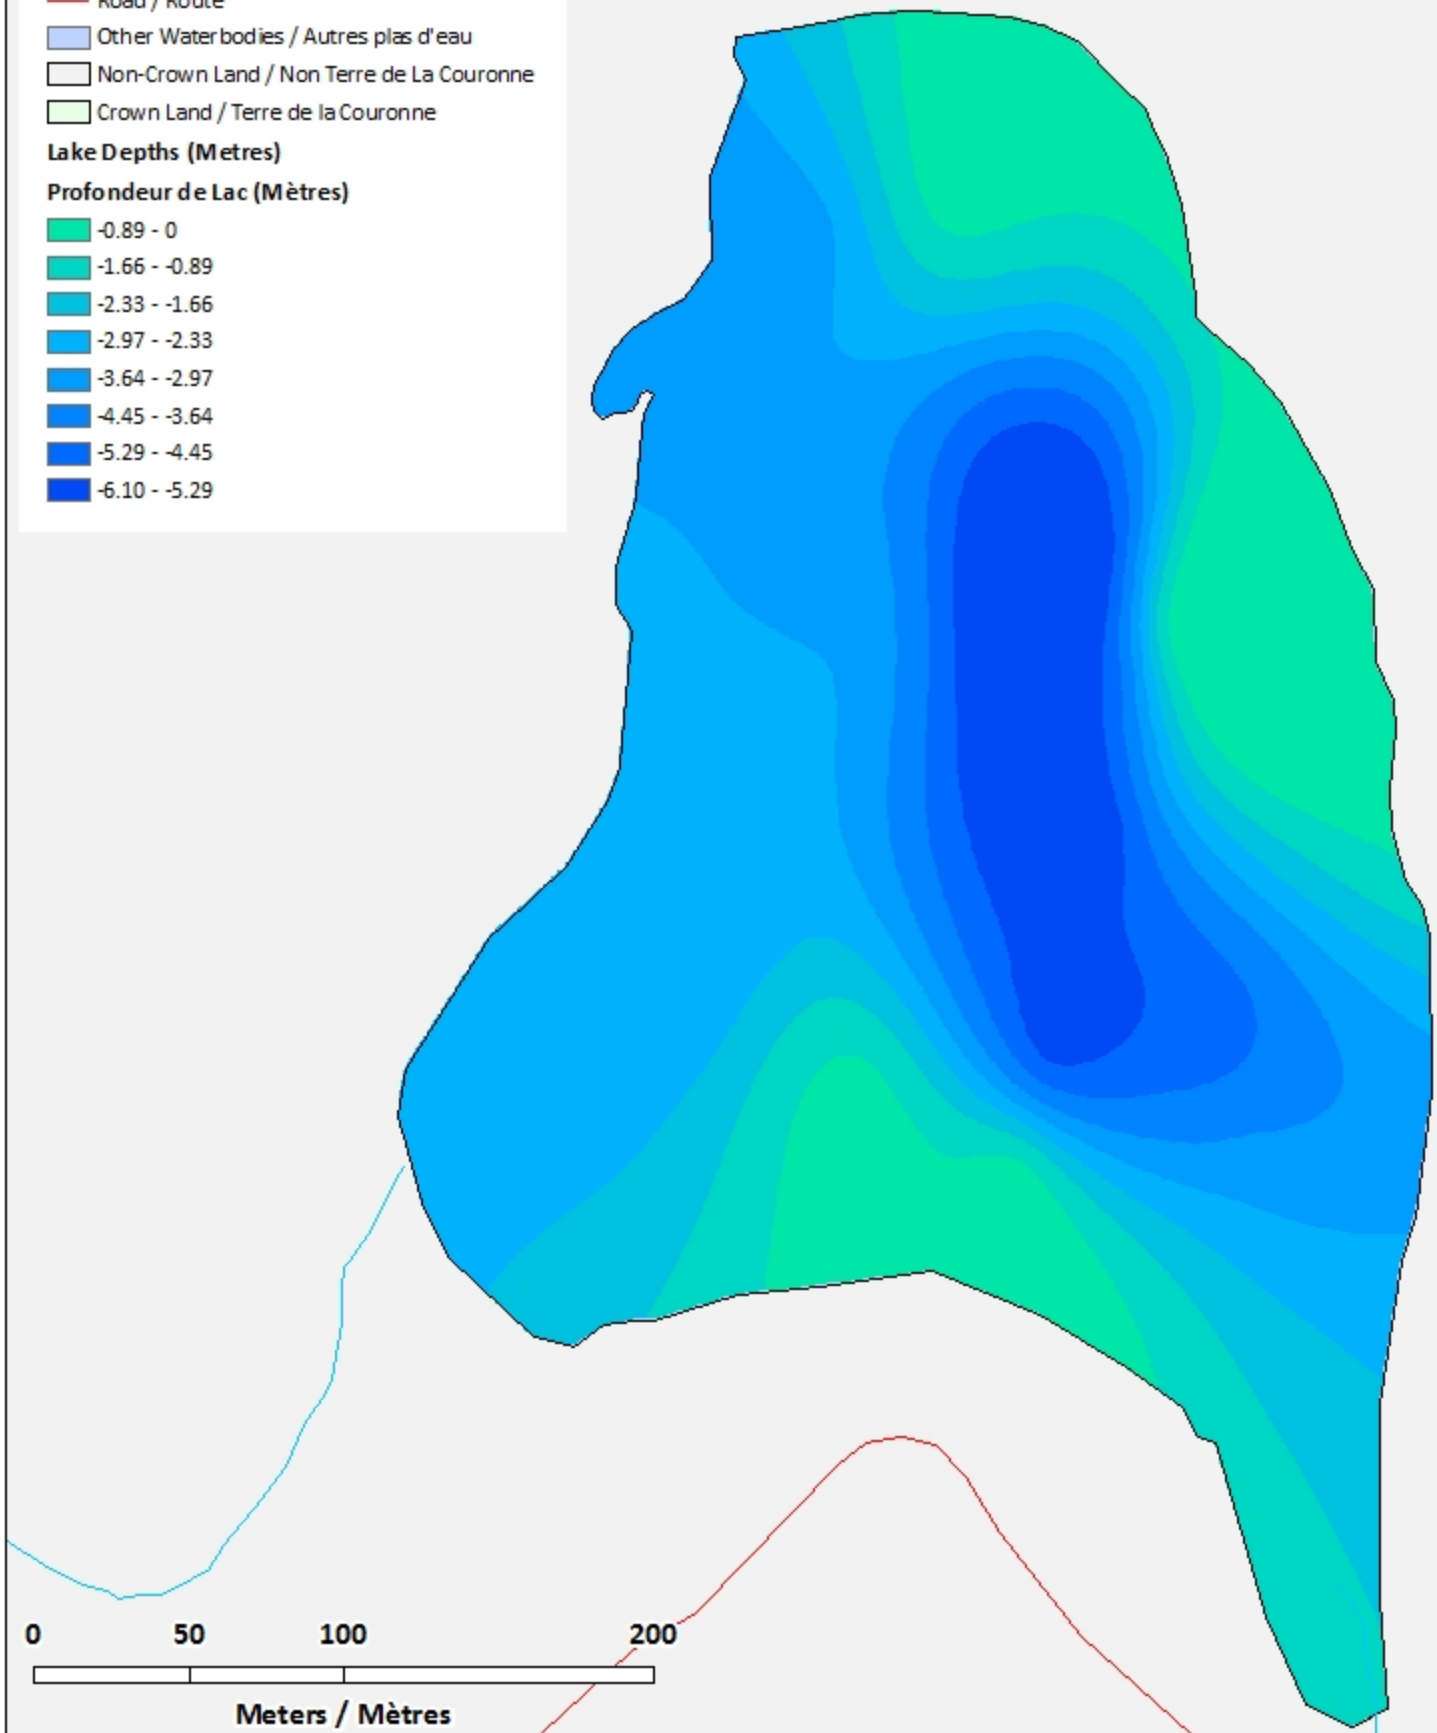 Road / Route
Other Waterbodies / Autres plas d'eau
Non-Crown Land / Non Terre de La Couronne
Crown Land / Terre de la Couronne
Lake Depths (Metres)
Profondeur de Lac (Mètres)
-0.89 - 0
-1.66 - -0.89
-2.33 - -1.66
-2.97 - -2.33
-3.64 - -2.97
-4.45 - -3.64
-5.29 - -4.45
-6.10 - -5.29
0 50 100 200
Meters / Mètres